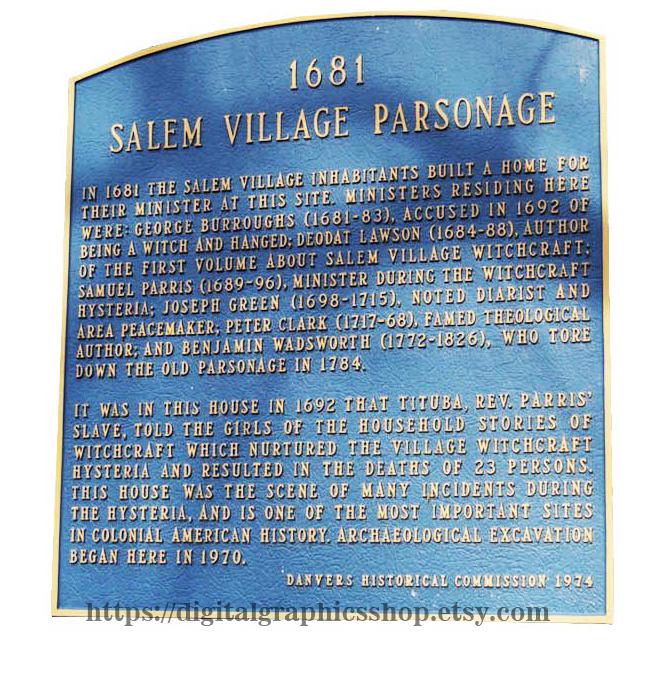 1681
SALEM VILLAGE PARSONAGE
IN 1681 THE SALEM VILLAGE INHABITANTS BUILT A HOME FOR
THEIR MINISTER AT THIS SITE. MINISTERS RESIDING HERE
WERE: GEORGE BURROUGHS (1681-83), ACCUSED IN 1692 OF
BEING A WITCH AND HANGED; DEODAT LAWSON (1684-88), AUTHOR
OF THE FIRST VOLUME ABOUT SALEM VILLAGE WITCHCRAFT;
SAMUEL PARRIS (1689-96), MINISTER DURING THE WITCHCRAFT
HYSTERIA; JOSEPH GREEN (1698-1715), NOTED DIARIST AND
AREA PEACEMAKER; PETER CLARK (1717-68), FAMED THEOLOGICAL
AUTHOR; AND BENJAMIN WADSWORTH (1772-1826), WHO TORE
DOWN THE OLD PARSONAGE IN 1784.
IT WAS IN THIS HOUSE IN 1692 THAT TITUBA, REV. PARRIS'
SLAVE, TOLD THE GIRLS OF THE HOUSEHOLD STORIES OF
WITCHCRAFT WHICH NURTURED THE VILLAGE WITCHCRAFT
HYSTERIA AND RESULTED IN THE DEATHS OF 23 PERSONS.
THIS HOUSE WAS THE SCENE OF MANY INCIDENTS DURING
THE HYSTERIA, AND IS ONE OF THE MOST IMPORTANT SITES
IN COLONIAL AMERICAN HISTORY. ARCHAEOLOGICAL EXCAVATION
BEGAN HERE IN 1970.
DANVERS HISTORICAL COMMISSION 1974
https://digitalgraphicsshop.etsy.com